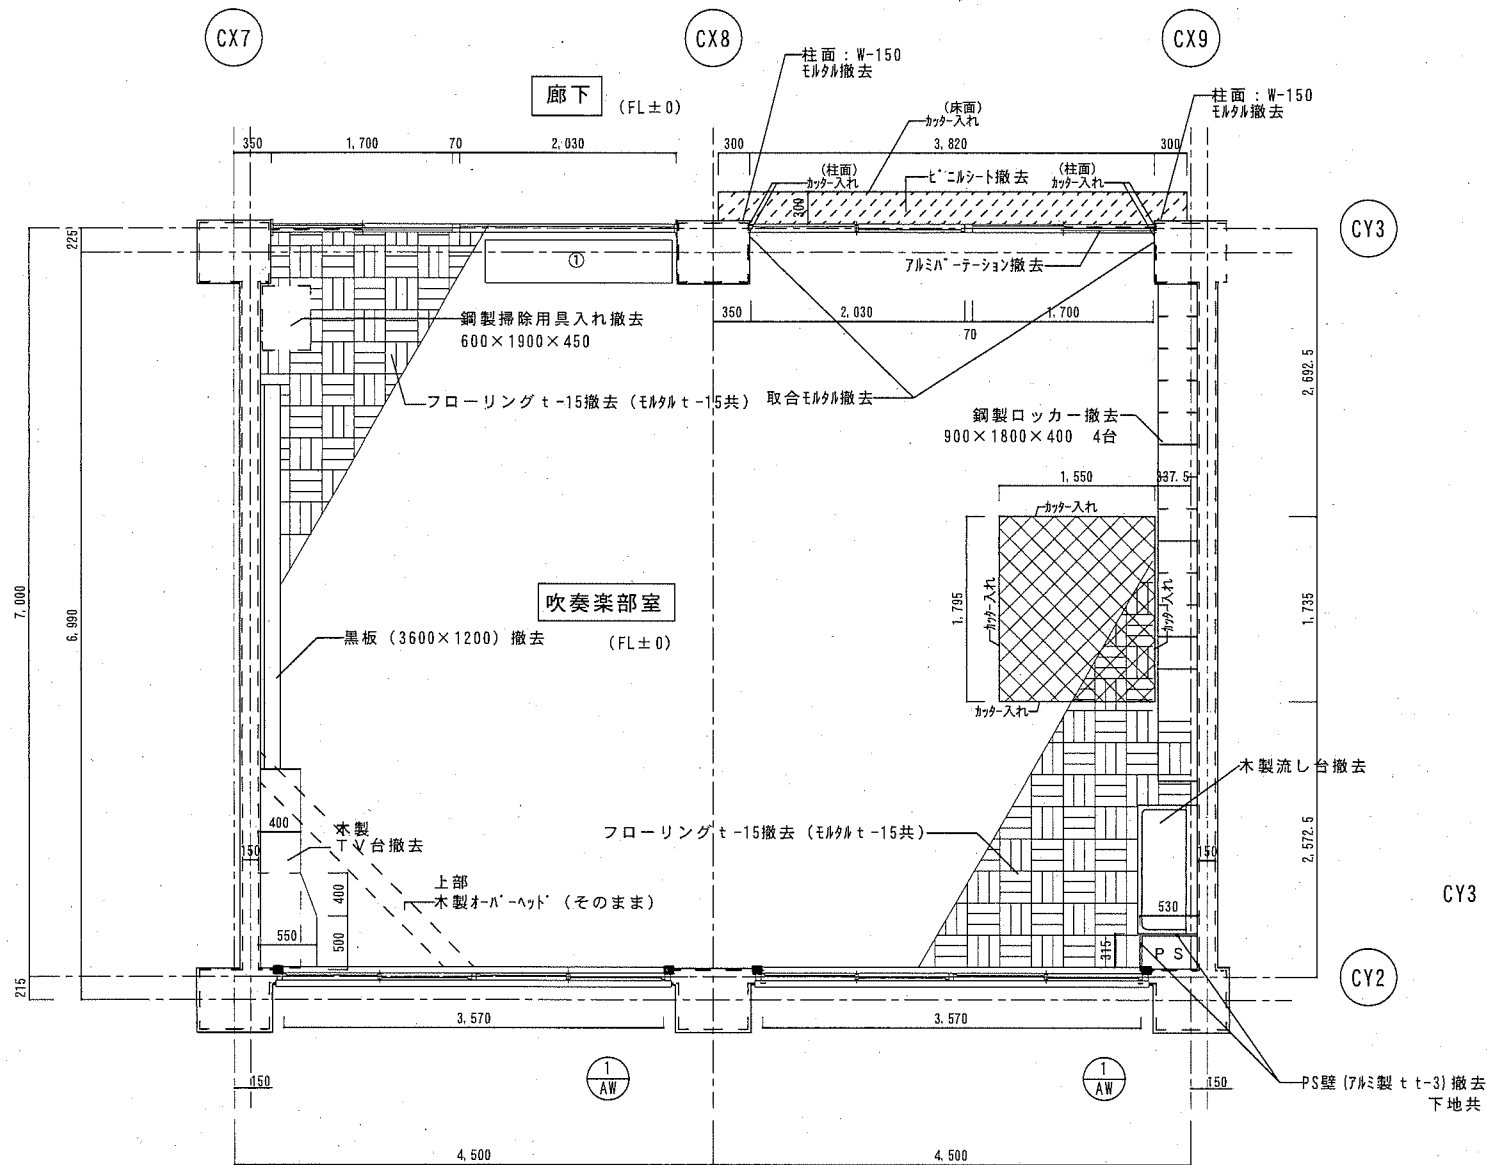 CX7
CX8
CX9
柱面：W-150
モルタル撤去
廊下
(FL±0)
(床面)
カッター入れ
柱面：W-150
モルタル撤去
350
1,700
70
2,030
300
3,820
300
(柱面)
カッター入れ
ビニルシート撤去
(柱面)
カッター入れ
300
CY3
225
①
アルミパーテーション撤去
350
2,030
70
1,700
鋼製掃除用具入れ撤去
600×1900×450
フローリングｔ-15撤去（モルタルｔ-15共）
取合モルタル撤去
鋼製ロッカー撤去
900×1800×400　4台
2,692.5
1,550
337.5
カッター入れ
1,795
カッター入れ
カッター入れ
1,735
カッター入れ
7,000
6,990
吹奏楽部室
(FL±0)
黒板（3600×1200）撤去
木製流し台撤去
400
木製
ＴＶ台撤去
150
フローリングｔ-15撤去（モルタルｔ-15共）
150
2,572.5
上部
木製オーバーヘッド（そのまま）
400
500
550
530
315
ＰＳ
CY3
CY2
215
3,570
3,570
1
AW
1
AW
150
150
PS壁(アルミ製ｔt-3)撤去
下地共
4,500
4,500